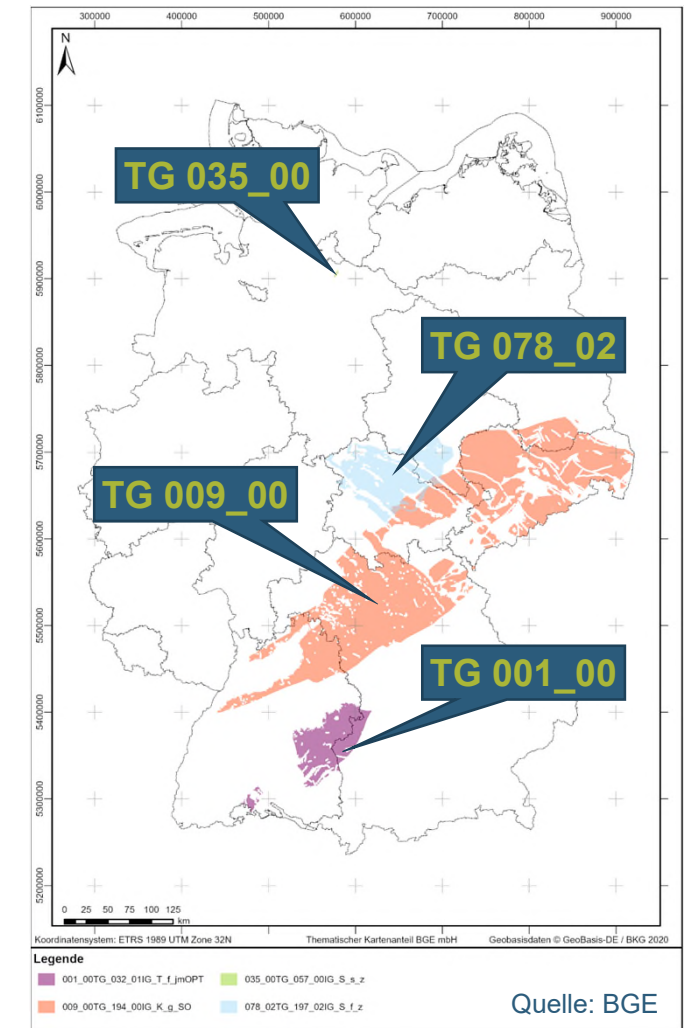 300000 400000 500000 600000 700000 800000 900000
N
6100000
TG 035_00
6000000
5900000
TG 078_02
5800000
5700000
TG 009_00
5600000
5500000
TG 001_00
5400000
5300000
5200000
0 25 50 75 100 125
km
Koordinatensystem: ETRS 1989 UTM Zone 32N Thematischer Kartenanteil BGE mbH Geobasisdaten © GeoBasis-DE / BKG 2020
Legende
001_00TG_032_01IG_T_f_jmOPT 035_00TG_057_00IG_S_s_z
009_00TG_194_00IG_K_g_SO 078_02TG_197_02IG_S_f_z
Quelle: BGE